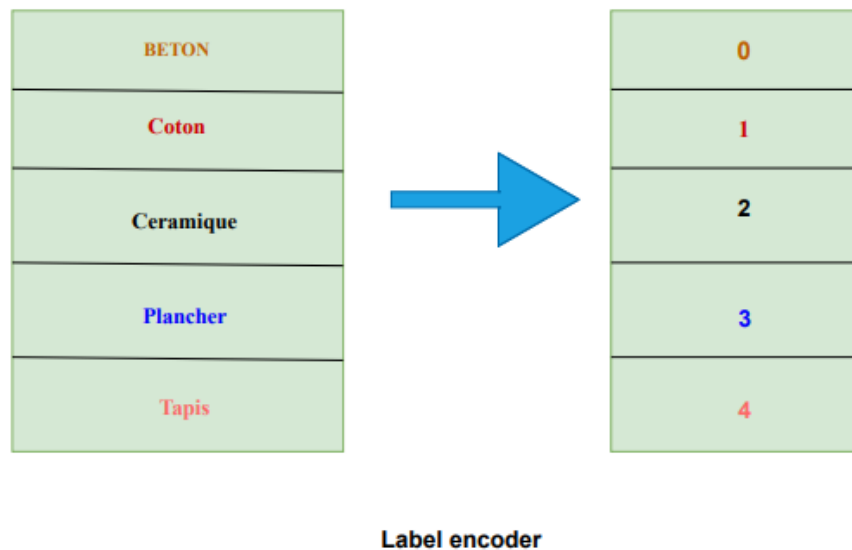 BETON
0
Coton
1
Ceramique
2
Plancher
3
Tapis
4
Label encoder